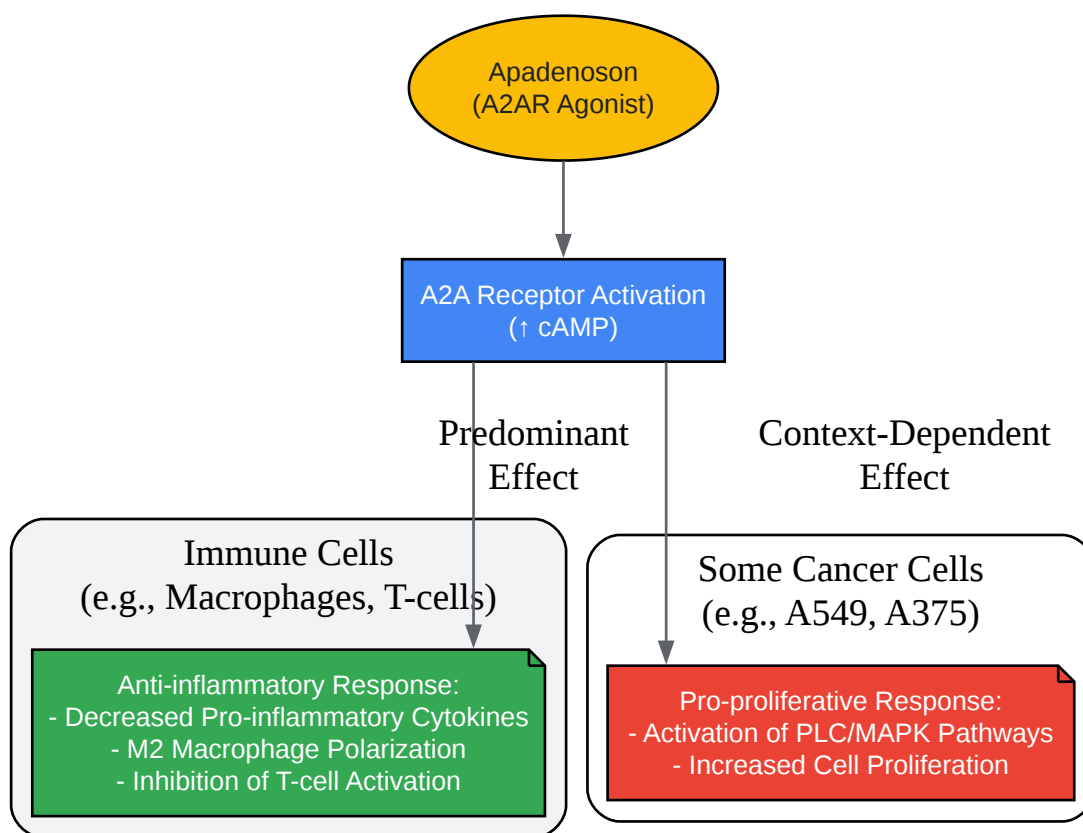 Apadenoson
(A2AR Agonist)
A2A Receptor Activation
(↑ cAMP)
Predominant
Effect
Context-Dependent
Effect
Immune Cells
(e.g., Macrophages, T-cells)
Anti-inflammatory Response:
- Decreased Pro-inflammatory Cytokines
- M2 Macrophage Polarization
- Inhibition of T-cell Activation
Some Cancer Cells
(e.g., A549, A375)
Pro-proliferative Response:
- Activation of PLC/MAPK Pathways
- Increased Cell Proliferation